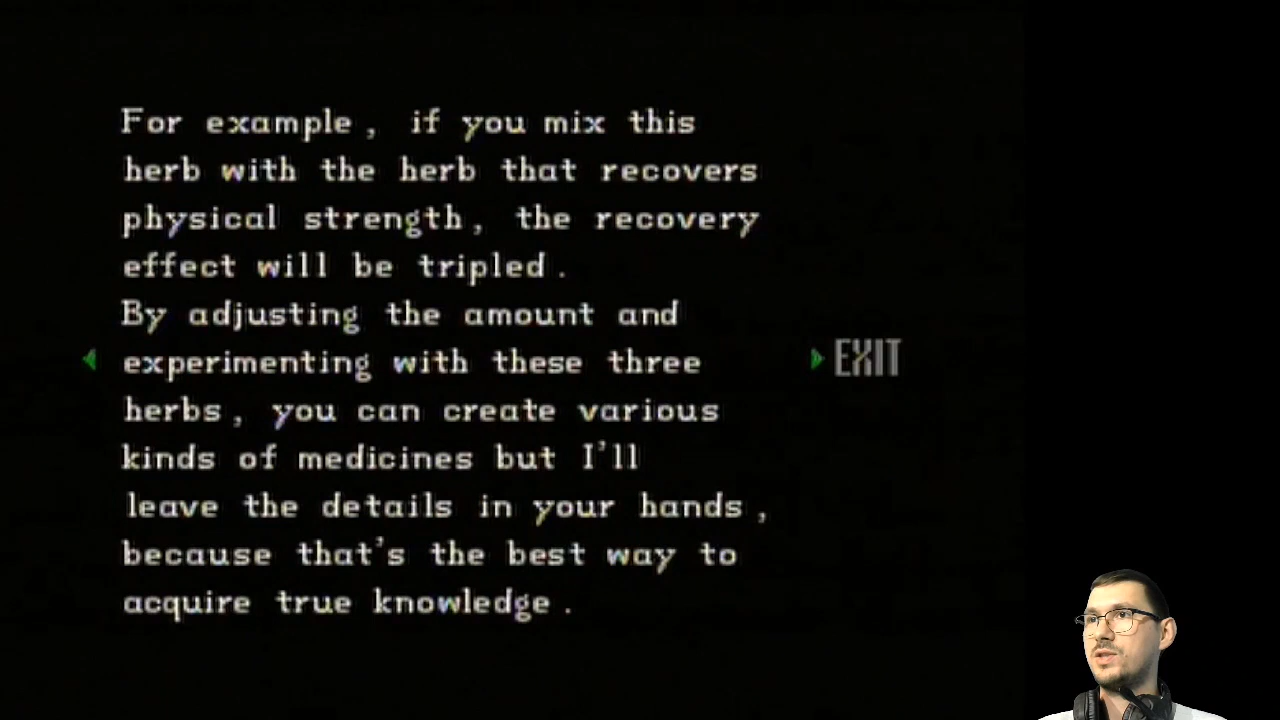 For example, if you mix this
herb with the herb that recovers
physical strength, the recovery
effect will be tripled.
By adjusting the amount and
experimenting with these three
herbs, you can create various
kinds of medicines but I'll
leave the details in your hands,
because that's the best way to
acquire true knowledge.
EXIT